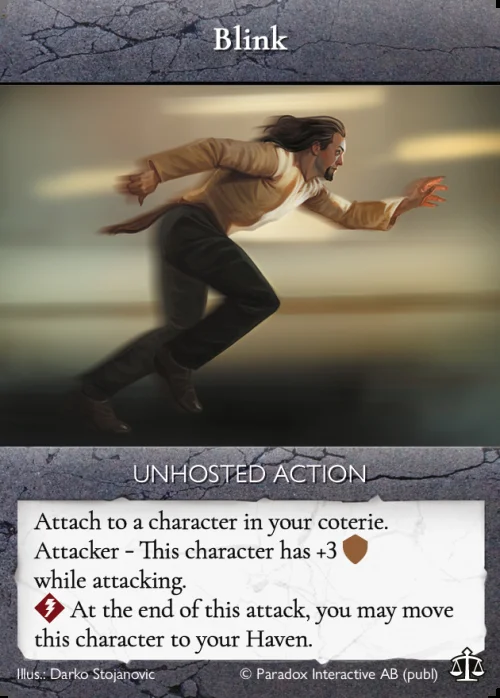 Blink
UNHOSTED ACTION
Attach to a character in your coterie.
Attacker - This character has +3
while attacking.
At the end of this attack, you may move
this character to your Haven.
Illus.: Darko Stojanovic © Paradox Interactive AB (publ)